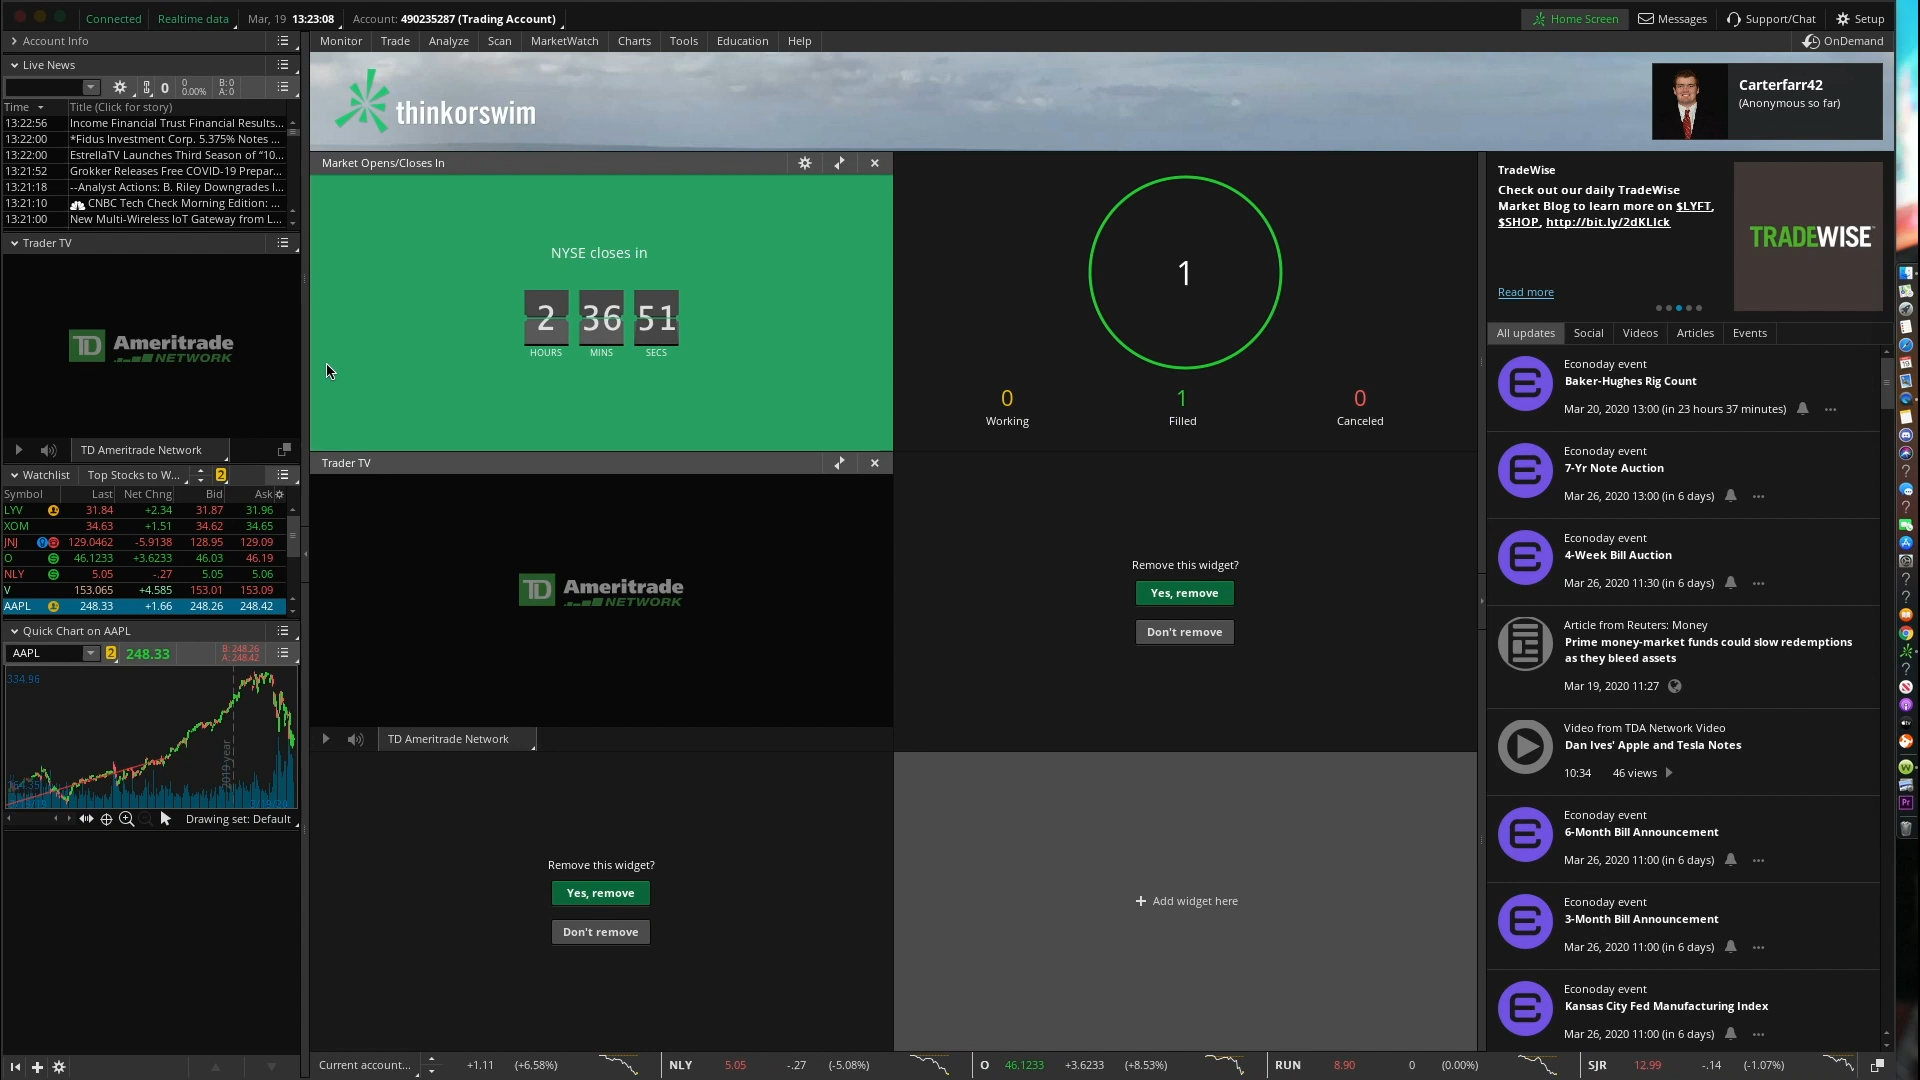 Connected Realtime data Mar, 19 13:23:08 Account: 490235287 (Trading Account) Home Screen Messages Support/Chat Setup
Account Info
Monitor Trade Analyze Scan MarketWatch Charts Tools Education Help OnDemand
Live News
0 0 0.00% B: 0 A: 0
Time Title (Click for story)
13:22:56 Income Financial Trust Financial Results...
13:22:00 *Fidus Investment Corp. 5.375% Notes ...
13:22:00 EstrellaTV Launches Third Season of “10...
13:21:52 Grokker Releases Free COVID-19 Prepar...
13:21:18 --Analyst Actions: B. Riley Downgrades I...
13:21:10 CNBC Tech Check Morning Edition: ...
13:21:00 New Multi-Wireless IoT Gateway from L...
Trader TV
TD Ameritrade
NETWORK
TD Ameritrade Network
Watchlist Top Stocks to W... 2
Symbol Last Net Chng Bid Ask
LYV 31.84 +2.34 31.87 31.96
XOM 34.63 +1.51 34.62 34.65
JNJ 129.0462 -5.9138 128.95 129.09
O 46.1233 +3.6233 46.03 46.19
NLY 5.05 -.27 5.05 5.06
V 153.065 +4.585 153.01 153.09
AAPL 248.33 +1.66 248.26 248.42
Quick Chart on AAPL
AAPL 2 248.33 B: 248.26 A: 248.42
334.96
2019 year
Drawing set: Default
thinkorswim
Carterfarr42
(Anonymous so far)
Market Opens/Closes In
NYSE closes in
2 36 51
HOURS MINS SECS
1
0 1 0
Working Filled Canceled
Trader TV
TD Ameritrade
NETWORK
TD Ameritrade Network
Remove this widget?
Yes, remove
Don't remove
Remove this widget?
Yes, remove
Don't remove
+ Add widget here
TradeWise
Check out our daily TradeWise
Market Blog to learn more on $LYFT,
$SHOP, http://bit.ly/2dKLlck
TRADEWISE
Read more
All updates Social Videos Articles Events
Econoday event
Baker-Hughes Rig Count
Mar 20, 2020 13:00 (in 23 hours 37 minutes)
Econoday event
7-Yr Note Auction
Mar 26, 2020 13:00 (in 6 days)
Econoday event
4-Week Bill Auction
Mar 26, 2020 11:30 (in 6 days)
Article from Reuters: Money
Prime money-market funds could slow redemptions
as they bleed assets
Mar 19, 2020 11:27
Video from TDA Network Video
Dan Ives' Apple and Tesla Notes
10:34 46 views
Econoday event
6-Month Bill Announcement
Mar 26, 2020 11:00 (in 6 days)
Econoday event
3-Month Bill Announcement
Mar 26, 2020 11:00 (in 6 days)
Econoday event
Kansas City Fed Manufacturing Index
Mar 26, 2020 11:00 (in 6 days)
Current account... +1.11 (+6.58%) NLY 5.05 -.27 (-5.08%) O 46.1233 +3.6233 (+8.53%) RUN 8.90 0 (0.00%) SJR 12.99 -.14 (-1.07%)